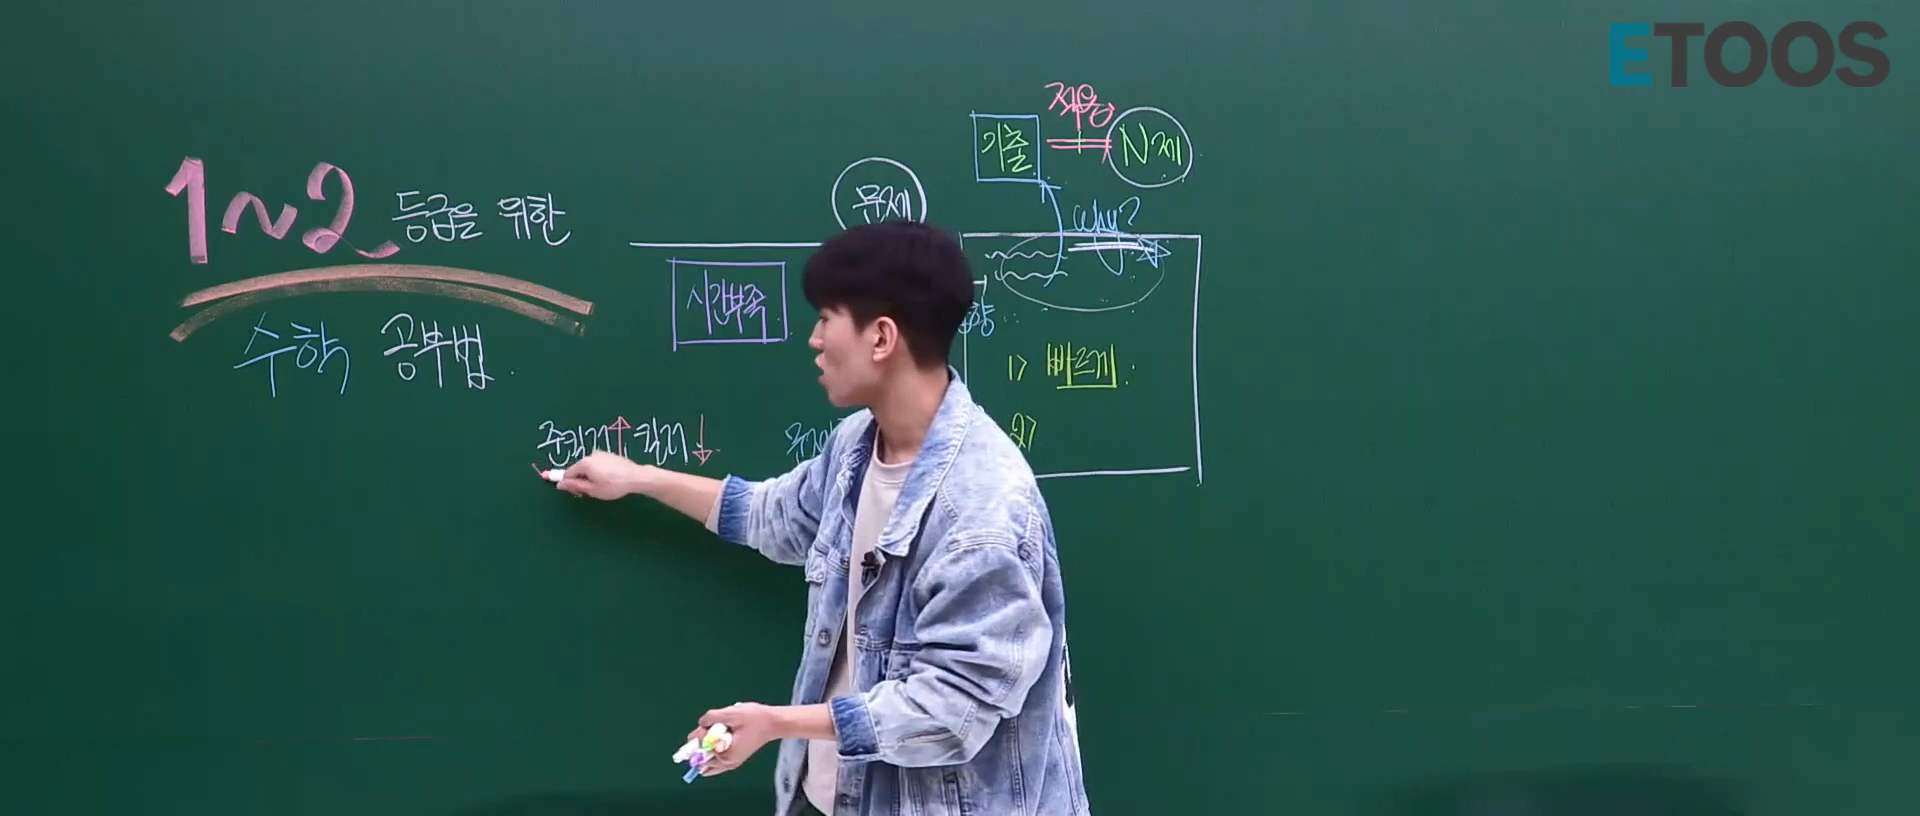 ETOOS
1~2 등급을 위한
수학 공부법.
문제
기출
적용
N제
why?
시간부족
1) 빠르게
2)
준킬러↑ 킬러↓